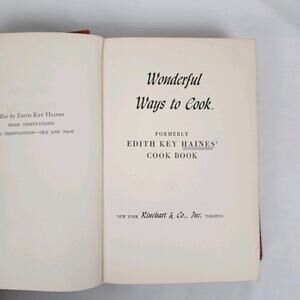 Also by EDITH KEY HAINES
TRIED TEMPTATIONS
TEMPTATIONS—OLD AND NEW
Wonderful
Ways to Cook,
FORMERLY
EDITH KEY HAINES'
COOK BOOK
NEW YORK Rinehart & Co., Inc. TORONTO